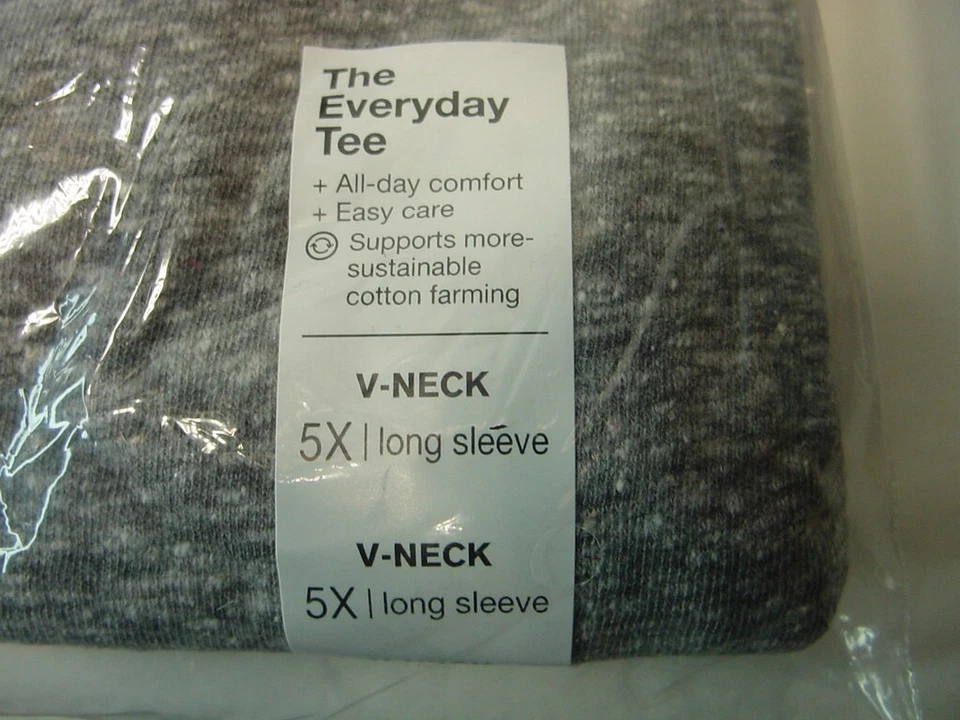 The
Everyday
Tee
+ All-day comfort
+ Easy care
Supports more-
sustainable
cotton farming
V-NECK
5X | long sleeve
V-NECK
5X | long sleeve